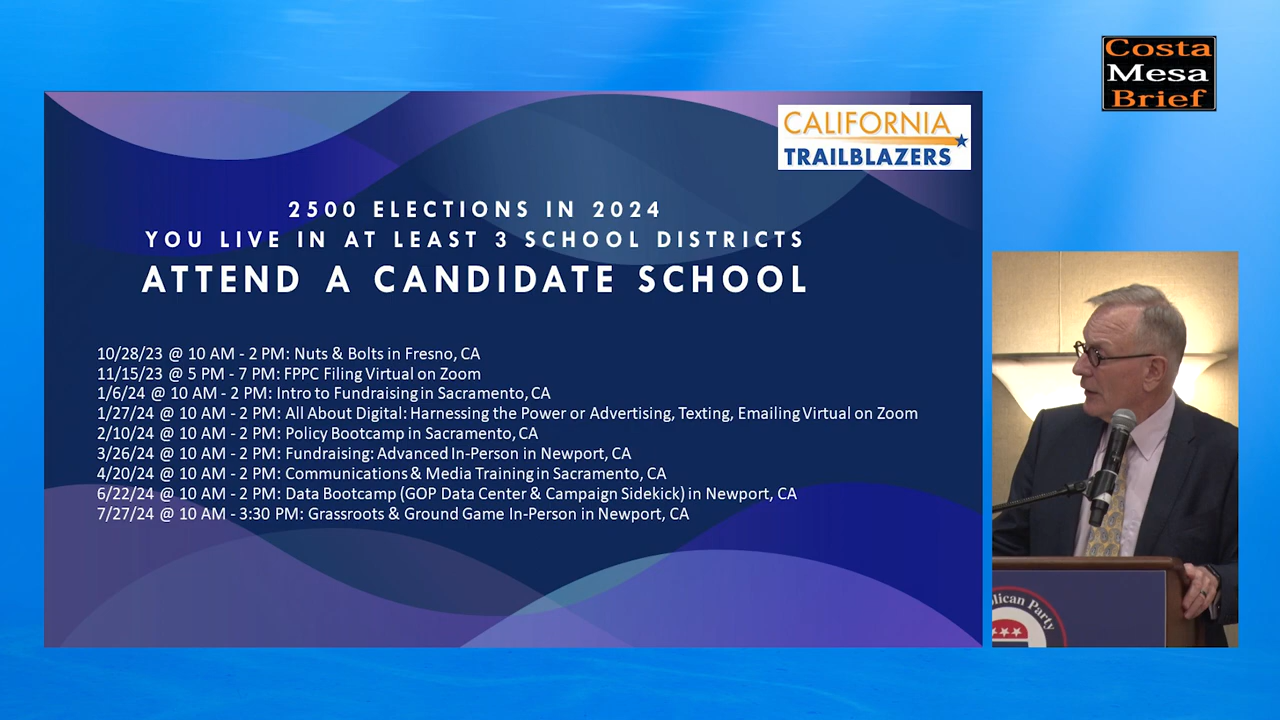 Costa
Mesa
Brief
CALIFORNIA
TRAILBLAZERS
2500 ELECTIONS IN 2024
YOU LIVE IN AT LEAST 3 SCHOOL DISTRICTS
ATTEND A CANDIDATE SCHOOL
10/28/23 @ 10 AM - 2 PM: Nuts & Bolts in Fresno, CA
11/15/23 @ 5 PM - 7 PM: FPPC Filing Virtual on Zoom
1/6/24 @ 10 AM - 2 PM: Intro to Fundraising in Sacramento, CA
1/27/24 @ 10 AM - 2 PM: All About Digital: Harnessing the Power or Advertising, Texting, Emailing Virtual on Zoom
2/10/24 @ 10 AM - 2 PM: Policy Bootcamp in Sacramento, CA
3/26/24 @ 10 AM - 2 PM: Fundraising: Advanced In-Person in Newport, CA
4/20/24 @ 10 AM - 2 PM: Communications & Media Training in Sacramento, CA
6/22/24 @ 10 AM - 2 PM: Data Bootcamp (GOP Data Center & Campaign Sidekick) in Newport, CA
7/27/24 @ 10 AM - 3:30 PM: Grassroots & Ground Game In-Person in Newport, CA
blican Party